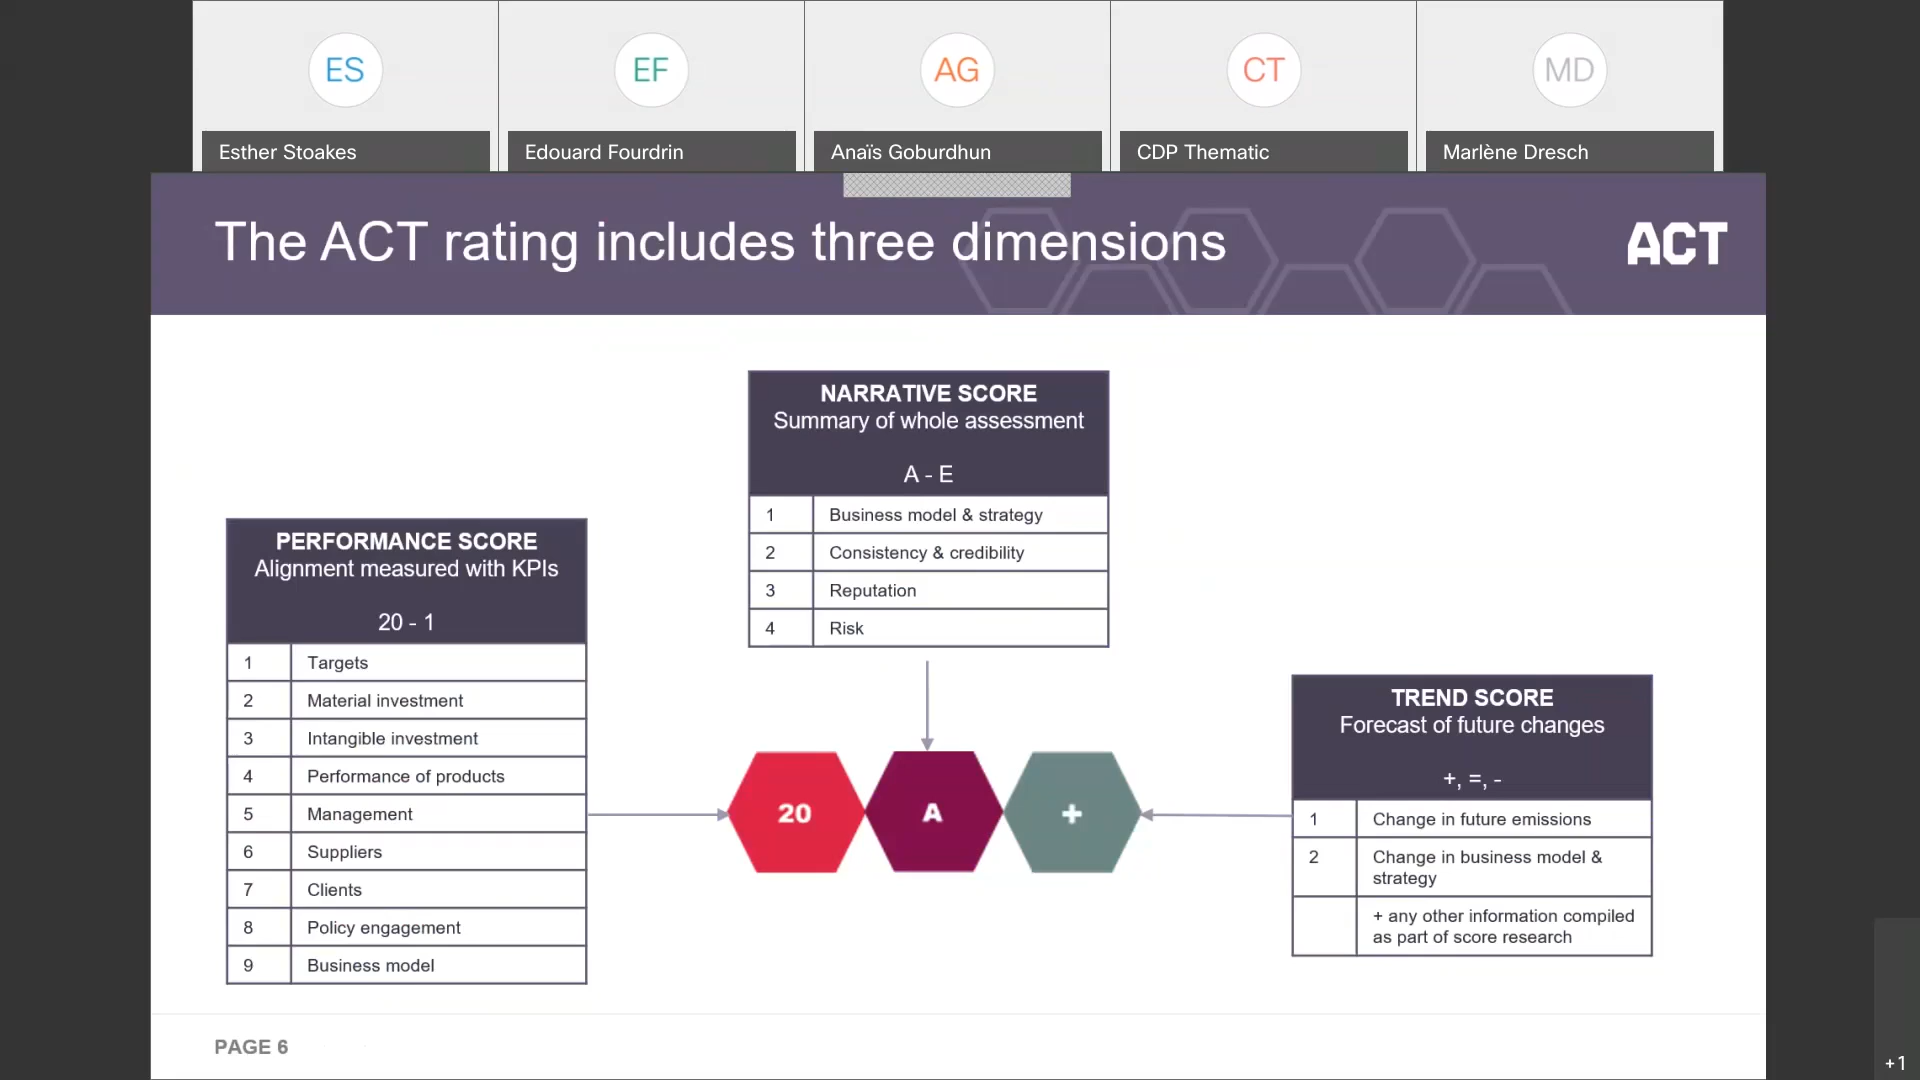 ES
EF
AG
CT
MD
Esther Stoakes
Edouard Fourdrin
Anaïs Goburdhun
CDP Thematic
Marlène Dresch
The ACT rating includes three dimensions
ACT
NARRATIVE SCORE
Summary of whole assessment
A - E
1 Business model & strategy
2 Consistency & credibility
3 Reputation
4 Risk
PERFORMANCE SCORE
Alignment measured with KPIs
20 - 1
1 Targets
2 Material investment
3 Intangible investment
4 Performance of products
5 Management
6 Suppliers
7 Clients
8 Policy engagement
9 Business model
20
A
+
TREND SCORE
Forecast of future changes
+, =, -
1 Change in future emissions
2 Change in business model &
strategy
+ any other information compiled
as part of score research
PAGE 6
+1